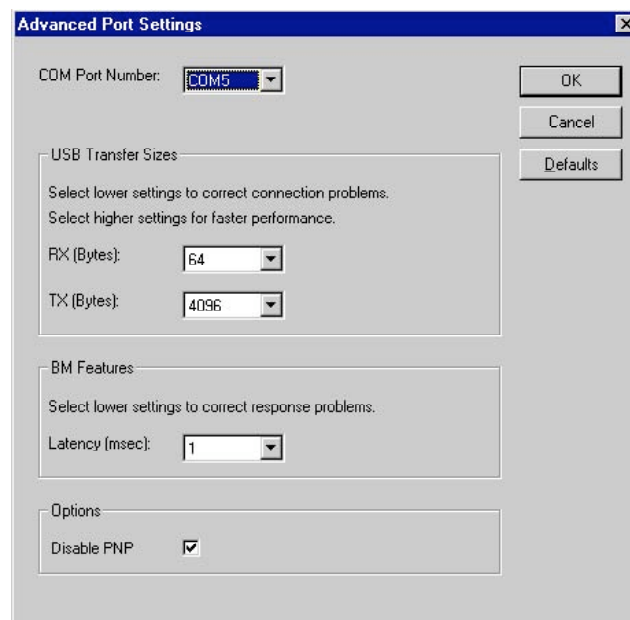 Advanced Port Settings
COM Port Number:
COM5
OK
Cancel
Defaults
USB Transfer Sizes
Select lower settings to correct connection problems.
Select higher settings for faster performance.
RX (Bytes):
64
TX (Bytes):
4096
BM Features
Select lower settings to correct response problems.
Latency (msec):
1
Options
Disable PNP